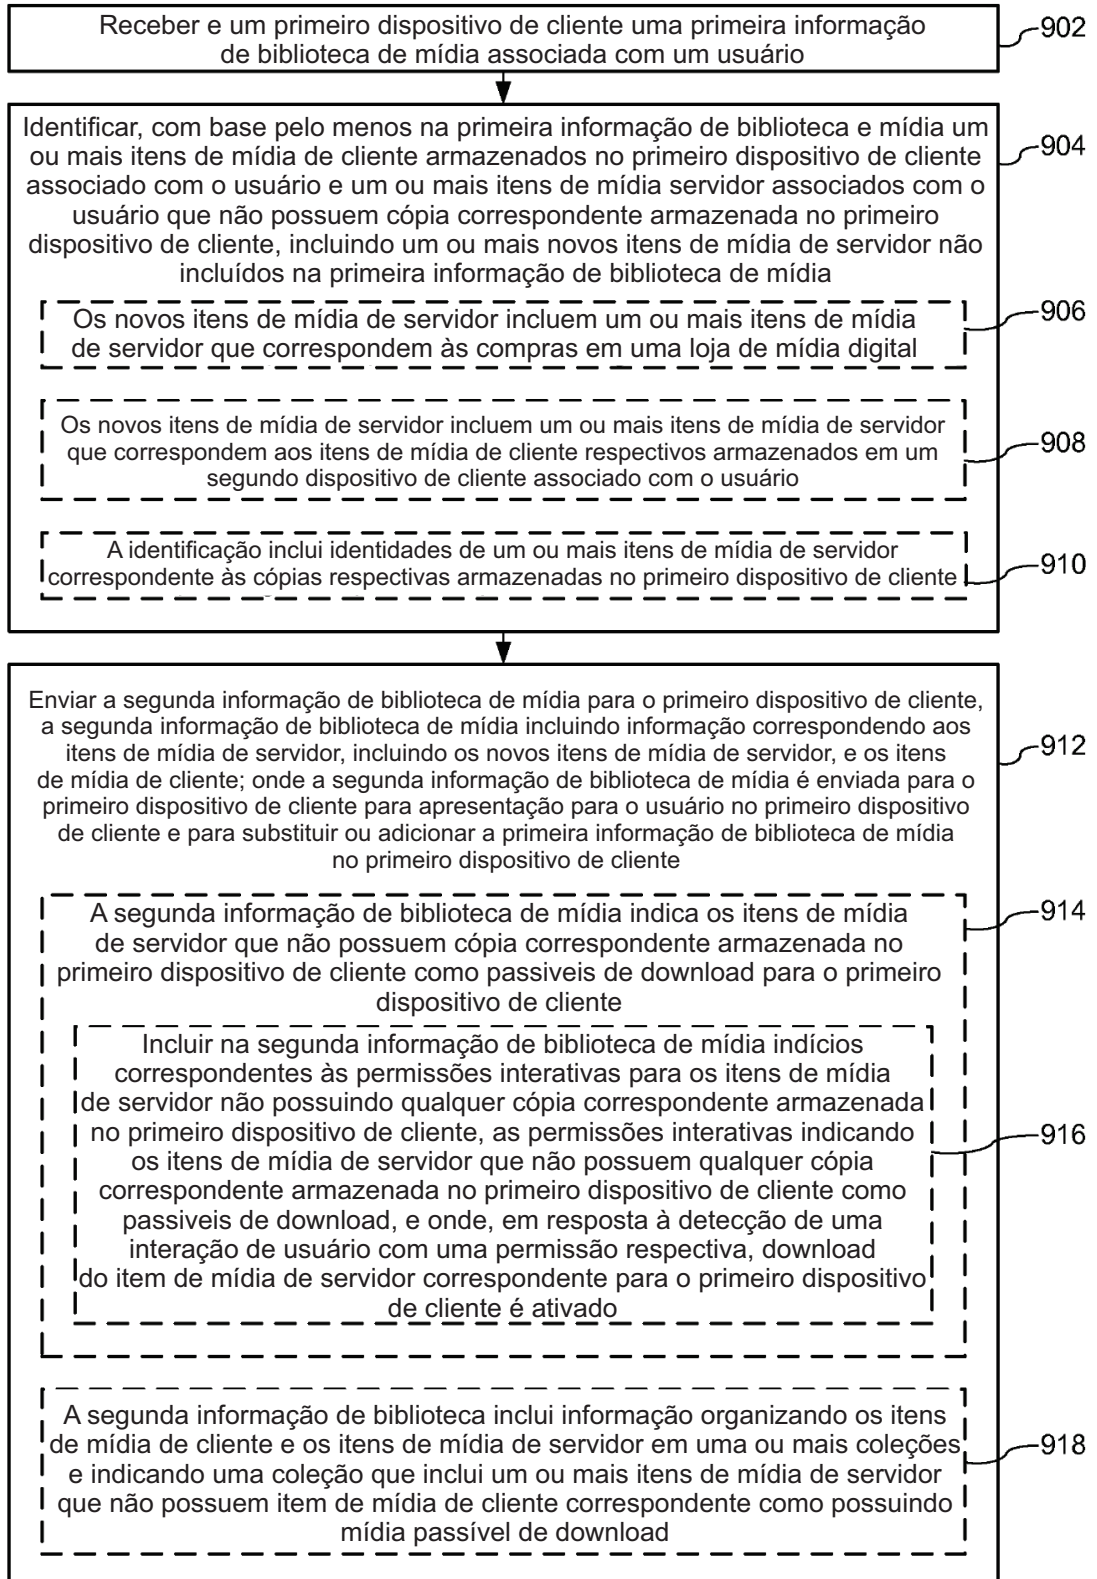 Receber e um primeiro dispositivo de cliente uma primeira informação
de biblioteca de mídia associada com um usuário
902
Identificar, com base pelo menos na primeira informação de biblioteca e mídia um
ou mais itens de mídia de cliente armazenados no primeiro dispositivo de cliente
associado com o usuário e um ou mais itens de mídia servidor associados com o
usuário que não possuem cópia correspondente armazenada no primeiro
dispositivo de cliente, incluindo um ou mais novos itens de mídia de servidor não
incluídos na primeira informação de biblioteca de mídia
904
Os novos itens de mídia de servidor incluem um ou mais itens de mídia
de servidor que correspondem às compras em uma loja de mídia digital
906
Os novos itens de mídia de servidor incluem um ou mais itens de mídia de servidor
que correspondem aos itens de mídia de cliente respectivos armazenados em um
segundo dispositivo de cliente associado com o usuário
908
A identificação inclui identidades de um ou mais itens de mídia de servidor
correspondente às cópias respectivas armazenadas no primeiro dispositivo de cliente
910
Enviar a segunda informação de biblioteca de mídia para o primeiro dispositivo de cliente,
a segunda informação de biblioteca de mídia incluindo informação correspondendo aos
itens de mídia de servidor, incluindo os novos itens de mídia de servidor, e os itens
de mídia de cliente; onde a segunda informação de biblioteca de mídia é enviada para o
primeiro dispositivo de cliente para apresentação para o usuário no primeiro dispositivo
de cliente e para substituir ou adicionar a primeira informação de biblioteca de mídia
no primeiro dispositivo de cliente
912
A segunda informação de biblioteca de mídia indica os itens de mídia
de servidor que não possuem cópia correspondente armazenada no
primeiro dispositivo de cliente como passiveis de download para o primeiro
dispositivo de cliente
914
Incluir na segunda informação de biblioteca de mídia indícios
correspondentes às permissões interativas para os itens de mídia
de servidor não possuindo qualquer cópia correspondente armazenada
no primeiro dispositivo de cliente, as permissões interativas indicando
os itens de mídia de servidor que não possuem qualquer cópia
correspondente armazenada no primeiro dispositivo de cliente como
passiveis de download, e onde, em resposta à detecção de uma
interação de usuário com uma permissão respectiva, download
do item de mídia de servidor correspondente para o primeiro dispositivo
de cliente é ativado
916
A segunda informação de biblioteca inclui informação organizando os itens
de mídia de cliente e os itens de mídia de servidor em uma ou mais coleções
e indicando uma coleção que inclui um ou mais itens de mídia de servidor
que não possuem item de mídia de cliente correspondente como possuindo
mídia passível de download
918